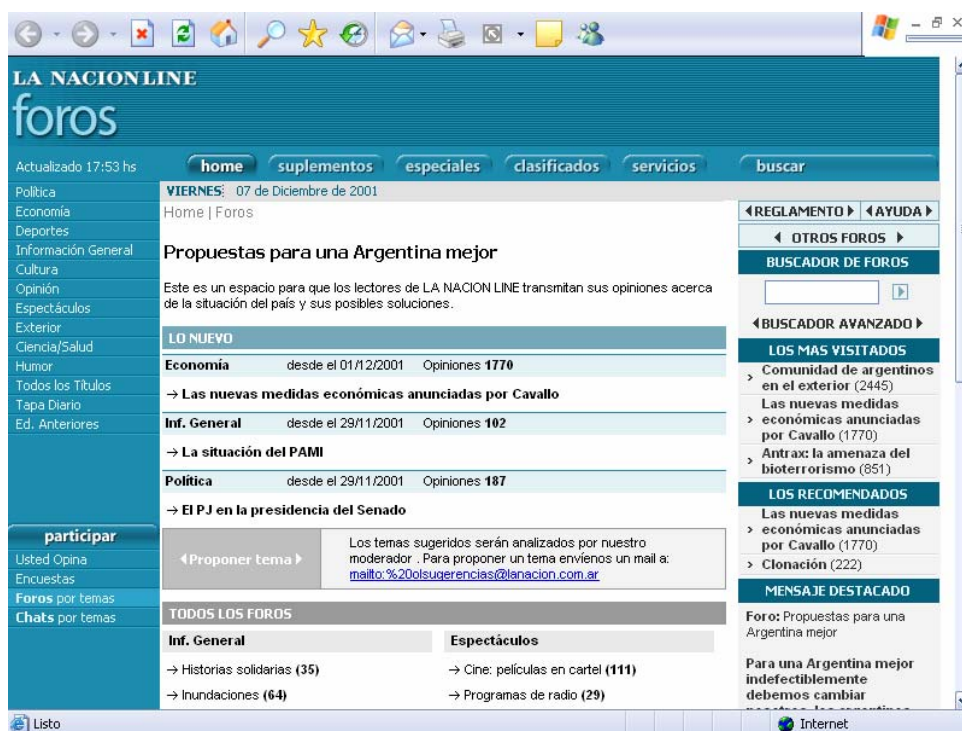 LA NACIONLINE
foros
Actualizado 17:53 hs
home
suplementos
especiales
clasificados
servicios
buscar
Política
Economía
Deportes
Información General
Cultura
Opinión
Espectáculos
Exterior
Ciencia/Salud
Humor
Todos los Títulos
Tapa Diario
Ed. Anteriores
participar
Usted Opina
Encuestas
Foros por temas
Chats por temas
VIERNES: 07 de Diciembre de 2001
Home | Foros
Propuestas para una Argentina mejor
Este es un espacio para que los lectores de LA NACION LINE transmitan sus opiniones acerca
de la situación del país y sus posibles soluciones.
LO NUEVO
Economía desde el 01/12/2001 Opiniones 1770
→ Las nuevas medidas económicas anunciadas por Cavallo
Inf. General desde el 29/11/2001 Opiniones 102
→ La situación del PAMI
Política desde el 29/11/2001 Opiniones 187
→ El PJ en la presidencia del Senado
Proponer tema
Los temas sugeridos serán analizados por nuestro
moderador . Para proponer un tema envíenos un mail a:
mailto:%20olsugerencias@lanacion.com.ar
TODOS LOS FOROS
Inf. General
→ Historias solidarias (35)
→ Inundaciones (64)
Espectáculos
→ Cine: películas en cartel (111)
→ Programas de radio (29)
REGLAMENTO
AYUDA
OTROS FOROS
BUSCADOR DE FOROS
BUSCADOR AVANZADO
LOS MAS VISITADOS
Comunidad de argentinos
en el exterior (2445)
Las nuevas medidas
económicas anunciadas
por Cavallo (1770)
Antrax: la amenaza del
bioterrorismo (851)
LOS RECOMENDADOS
Las nuevas medidas
económicas anunciadas
por Cavallo (1770)
Clonación (222)
MENSAJE DESTACADO
Foro: Propuestas para una
Argentina mejor
Para una Argentina mejor
indefectiblemente
debemos cambiar
Listo
Internet